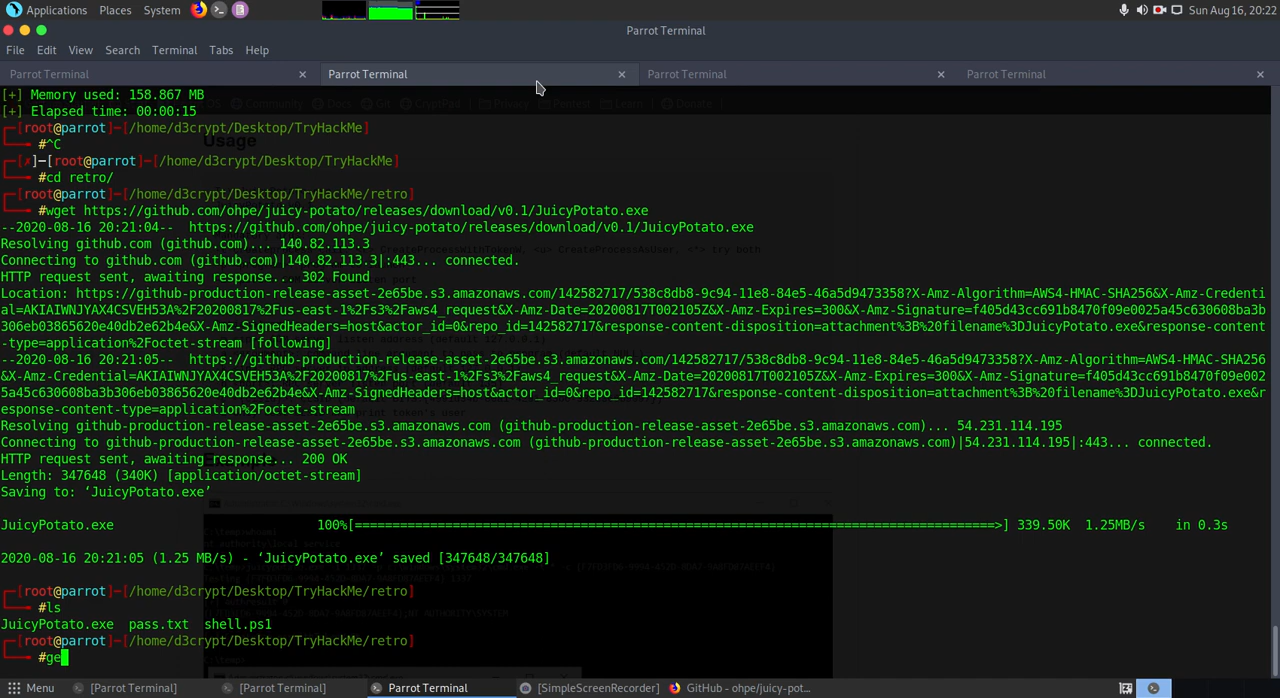 Applications Places System Sun Aug 16, 20:22
Parrot Terminal
File Edit View Search Terminal Tabs Help
Parrot Terminal × Parrot Terminal × Parrot Terminal × Parrot Terminal ×
[+] Memory used: 158.867 MB
[+] Elapsed time: 00:00:15
[root@parrot]—[/home/d3crypt/Desktop/TryHackMe]
#^C
[✗]—[root@parrot]—[/home/d3crypt/Desktop/TryHackMe]
#cd retro/
[root@parrot]—[/home/d3crypt/Desktop/TryHackMe/retro]
#wget https://github.com/ohpe/juicy-potato/releases/download/v0.1/JuicyPotato.exe
--2020-08-16 20:21:04-- https://github.com/ohpe/juicy-potato/releases/download/v0.1/JuicyPotato.exe
Resolving github.com (github.com)... 140.82.113.3
Connecting to github.com (github.com)|140.82.113.3|:443... connected.
HTTP request sent, awaiting response... 302 Found
Location: https://github-production-release-asset-2e65be.s3.amazonaws.com/142582717/538c8db8-9c94-11e8-84e5-46a5d9473358?X-Amz-Algorithm=AWS4-HMAC-SHA256&X-Amz-Credenti
al=AKIAIWNJYAX4CSVEH53A%2F20200817%2Fus-east-1%2Fs3%2Faws4_request&X-Amz-Date=20200817T002105Z&X-Amz-Expires=300&X-Amz-Signature=f405d43cc691b8470f09e0025a45c630608ba3b
306eb03865620e40db2e62b4e&X-Amz-SignedHeaders=host&actor_id=0&repo_id=142582717&response-content-disposition=attachment%3B%20filename%3DJuicyPotato.exe&response-content
-type=application%2Foctet-stream [following]
--2020-08-16 20:21:05-- https://github-production-release-asset-2e65be.s3.amazonaws.com/142582717/538c8db8-9c94-11e8-84e5-46a5d9473358?X-Amz-Algorithm=AWS4-HMAC-SHA256
&X-Amz-Credential=AKIAIWNJYAX4CSVEH53A%2F20200817%2Fus-east-1%2Fs3%2Faws4_request&X-Amz-Date=20200817T002105Z&X-Amz-Expires=300&X-Amz-Signature=f405d43cc691b8470f09e002
5a45c630608ba3b306eb03865620e40db2e62b4e&X-Amz-SignedHeaders=host&actor_id=0&repo_id=142582717&response-content-disposition=attachment%3B%20filename%3DJuicyPotato.exe&r
esponse-content-type=application%2Foctet-stream
Resolving github-production-release-asset-2e65be.s3.amazonaws.com (github-production-release-asset-2e65be.s3.amazonaws.com)... 54.231.114.195
Connecting to github-production-release-asset-2e65be.s3.amazonaws.com (github-production-release-asset-2e65be.s3.amazonaws.com)|54.231.114.195|:443... connected.
HTTP request sent, awaiting response... 200 OK
Length: 347648 (340K) [application/octet-stream]
Saving to: ‘JuicyPotato.exe’
JuicyPotato.exe 100%[=====================================================================================>] 339.50K 1.25MB/s in 0.3s
2020-08-16 20:21:05 (1.25 MB/s) - ‘JuicyPotato.exe’ saved [347648/347648]
[root@parrot]—[/home/d3crypt/Desktop/TryHackMe/retro]
#ls
JuicyPotato.exe pass.txt shell.ps1
[root@parrot]—[/home/d3crypt/Desktop/TryHackMe/retro]
#ge
Menu [Parrot Terminal] [Parrot Terminal] Parrot Terminal [SimpleScreenRecorder] GitHub - ohpe/juicy-pot...